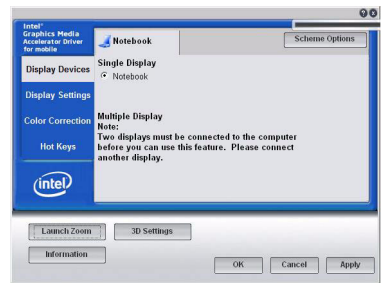 Intel®
Graphics Media
Accelerator Driver
for mobile
Notebook
Scheme Options
Display Devices
Display Settings
Color Correction
Hot Keys
intel
Single Display
Notebook
Multiple Display
Note:
Two displays must be connected to the computer
before you can use this feature. Please connect
another display.
Launch Zoom
3D Settings
Information
OK
Cancel
Apply